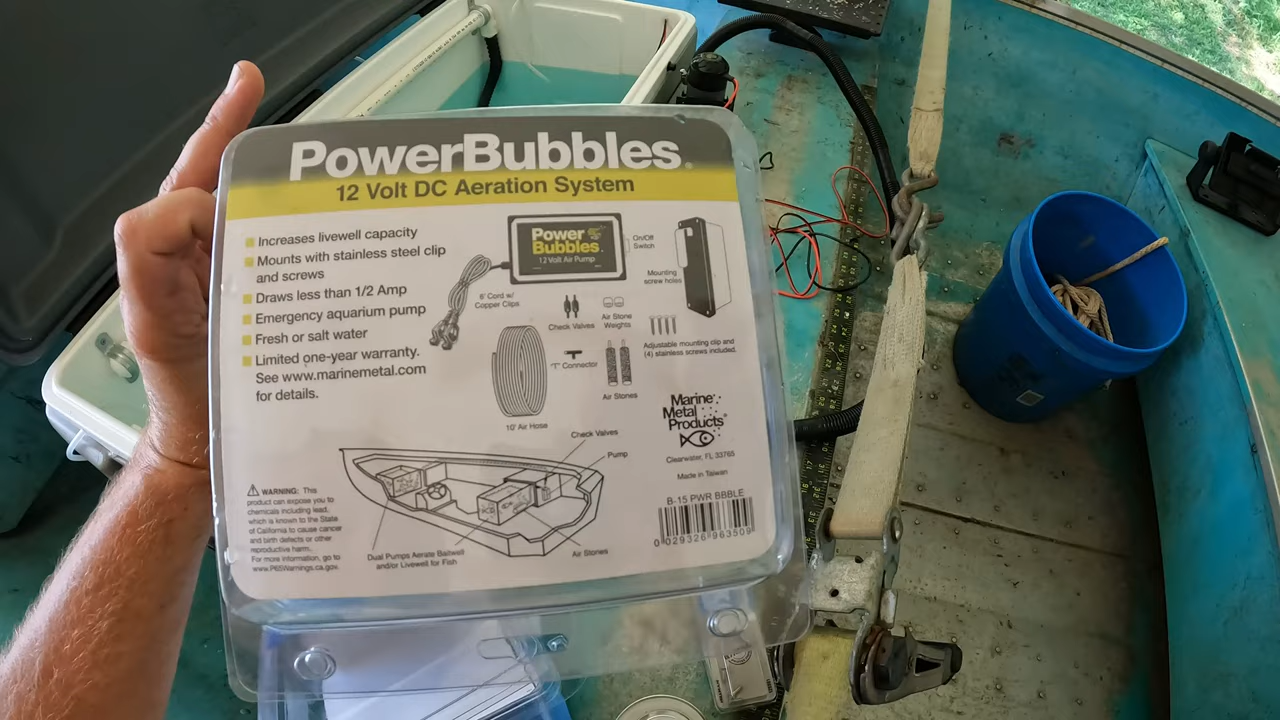 PowerBubbles®
12 Volt DC Aeration System
Increases livewell capacity
Mounts with stainless steel clip
and screws
Draws less than 1/2 Amp
Emergency aquarium pump
Fresh or salt water
Limited one-year warranty.
See www.marinemetal.com
for details.
Power
Bubbles
12 Volt Air Pump
On/Off
Switch
Mounting
screw holes
6' Cord w/
Copper Clips
Check Valves
Air Stone
Weights
Adjustable mounting clip and
(4) stainless screws included.
"T" Connector
Air Stones
10' Air Hose
Marine
Metal
Products
Clearwater, FL 33765
Made in Taiwan
Check Valves
Pump
B-15 PWR BBBLE
0 029326 963509
WARNING: This
product can expose you to
chemicals including lead,
which is known to the State
of California to cause cancer
and birth defects or other
reproductive harm.
For more information, go to
www.P65Warnings.ca.gov.
Dual Pumps Aerate Baitwell
and/or Livewell for Fish
Air Stones